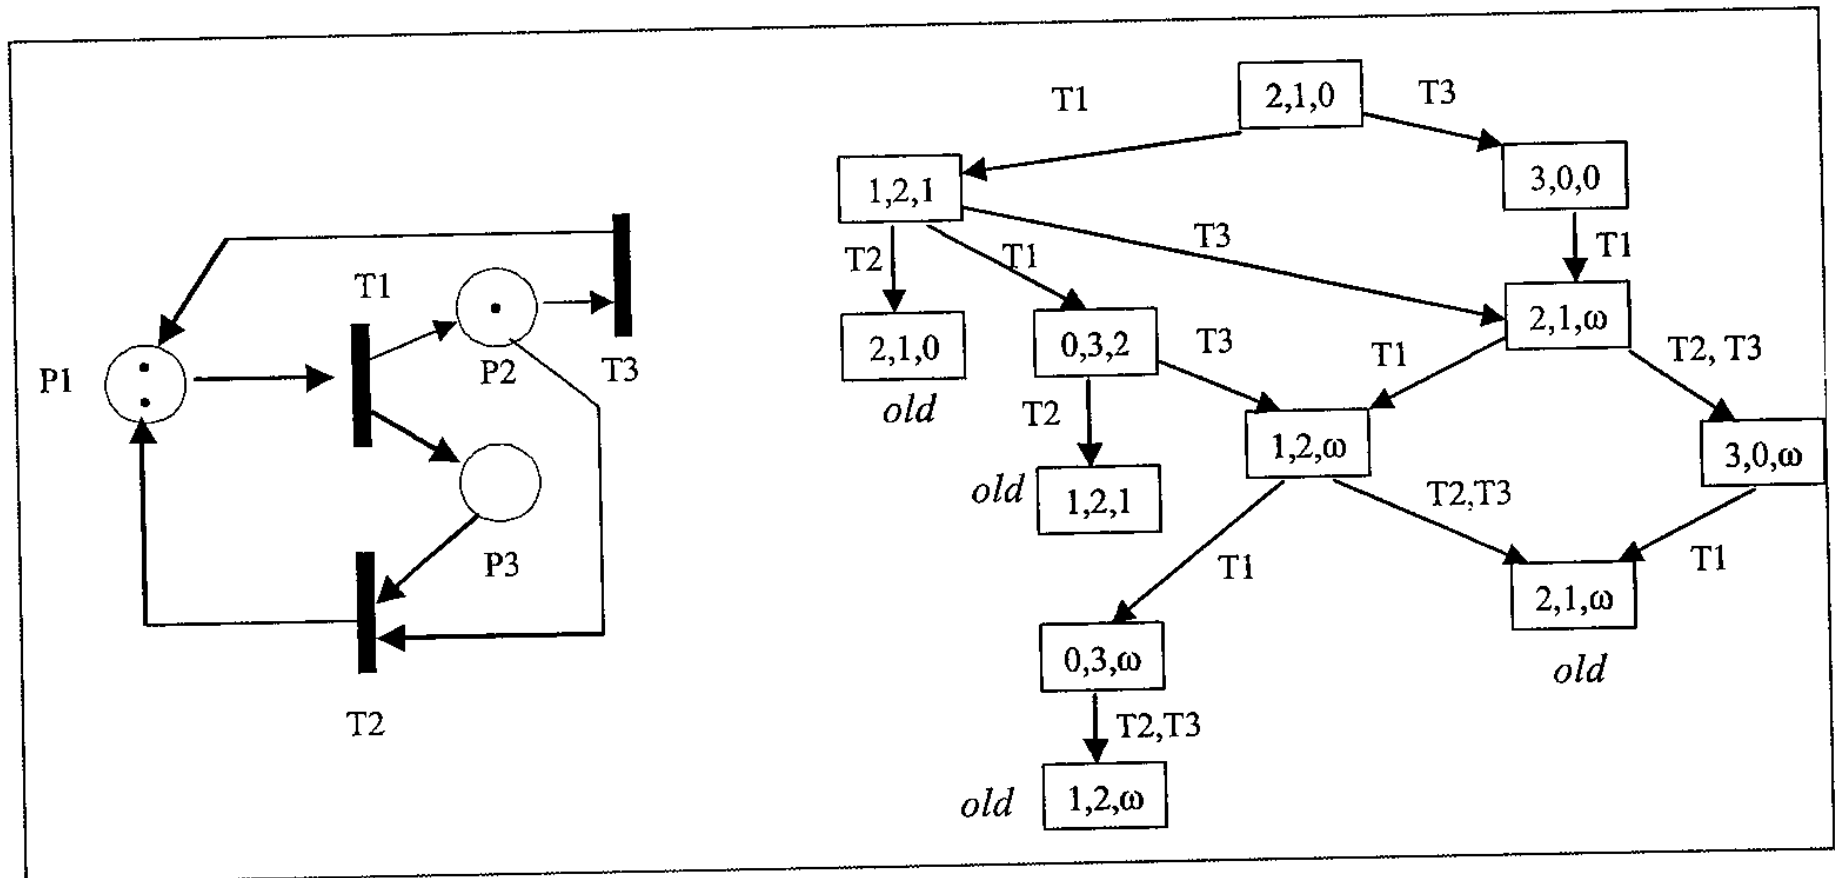 P1
T1
P2
T3
P3
T2
2,1,0
T1
T3
1,2,1
3,0,0
T2
T1
T3
T1
2,1,0
old
0,3,2
T3
T1
2,1,ω
T2, T3
T2
old
1,2,1
1,2,ω
3,0,ω
T1
T2,T3
T1
2,1,ω
old
0,3,ω
T2,T3
old
1,2,ω